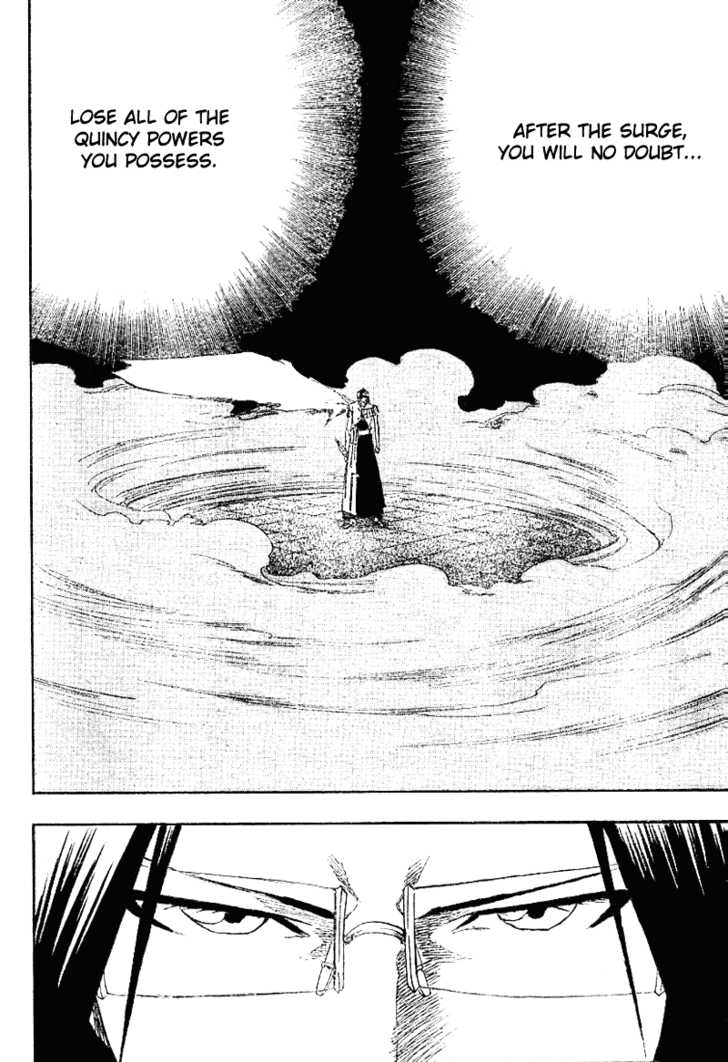 AFTER THE SURGE,
YOU WILL NO DOUBT...
LOSE ALL OF THE
QUINCY POWERS
YOU POSSESS.